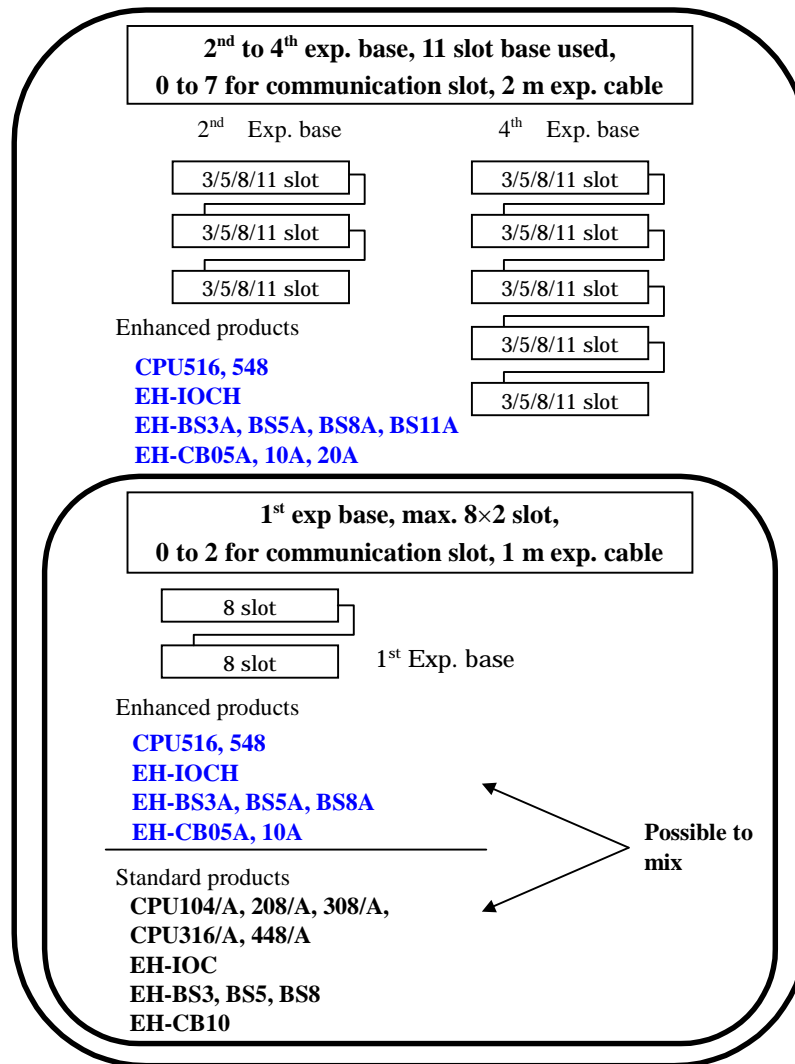 2nd to 4th exp. base, 11 slot base used,
0 to 7 for communication slot, 2 m exp. cable
2nd Exp. base
3/5/8/11 slot
3/5/8/11 slot
3/5/8/11 slot
4th Exp. base
3/5/8/11 slot
3/5/8/11 slot
3/5/8/11 slot
3/5/8/11 slot
3/5/8/11 slot
Enhanced products
CPU516, 548
EH-IOCH
EH-BS3A, BS5A, BS8A, BS11A
EH-CB05A, 10A, 20A
1st exp base, max. 8×2 slot,
0 to 2 for communication slot, 1 m exp. cable
8 slot
8 slot
1st Exp. base
Enhanced products
CPU516, 548
EH-IOCH
EH-BS3A, BS5A, BS8A
EH-CB05A, 10A
Possible to
mix
Standard products
CPU104/A, 208/A, 308/A,
CPU316/A, 448/A
EH-IOC
EH-BS3, BS5, BS8
EH-CB10